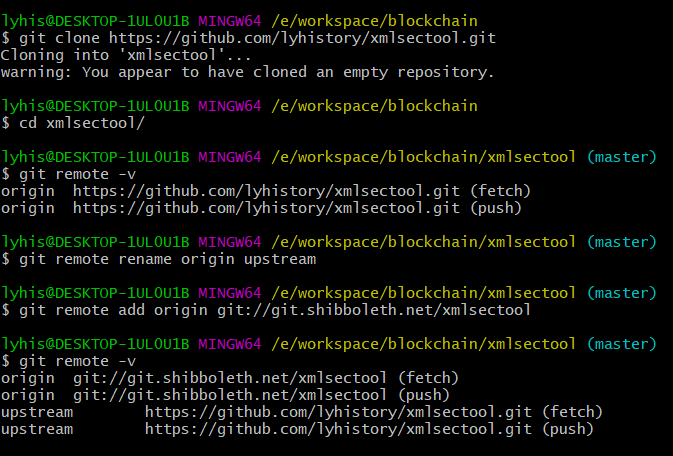 lyhis@DESKTOP-1UL0U1B MINGW64 /e/workspace/blockchain
$ git clone https://github.com/lyhistory/xmlsectool.git
Cloning into 'xmlsectool'...
warning: You appear to have cloned an empty repository.
lyhis@DESKTOP-1UL0U1B MINGW64 /e/workspace/blockchain
$ cd xmlsectool/
lyhis@DESKTOP-1UL0U1B MINGW64 /e/workspace/blockchain/xmlsectool (master)
$ git remote -v
origin  https://github.com/lyhistory/xmlsectool.git (fetch)
origin  https://github.com/lyhistory/xmlsectool.git (push)
lyhis@DESKTOP-1UL0U1B MINGW64 /e/workspace/blockchain/xmlsectool (master)
$ git remote rename origin upstream
lyhis@DESKTOP-1UL0U1B MINGW64 /e/workspace/blockchain/xmlsectool (master)
$ git remote add origin git://git.shibboleth.net/xmlsectool
lyhis@DESKTOP-1UL0U1B MINGW64 /e/workspace/blockchain/xmlsectool (master)
$ git remote -v
origin  git://git.shibboleth.net/xmlsectool (fetch)
origin  git://git.shibboleth.net/xmlsectool (push)
upstream        https://github.com/lyhistory/xmlsectool.git (fetch)
upstream        https://github.com/lyhistory/xmlsectool.git (push)